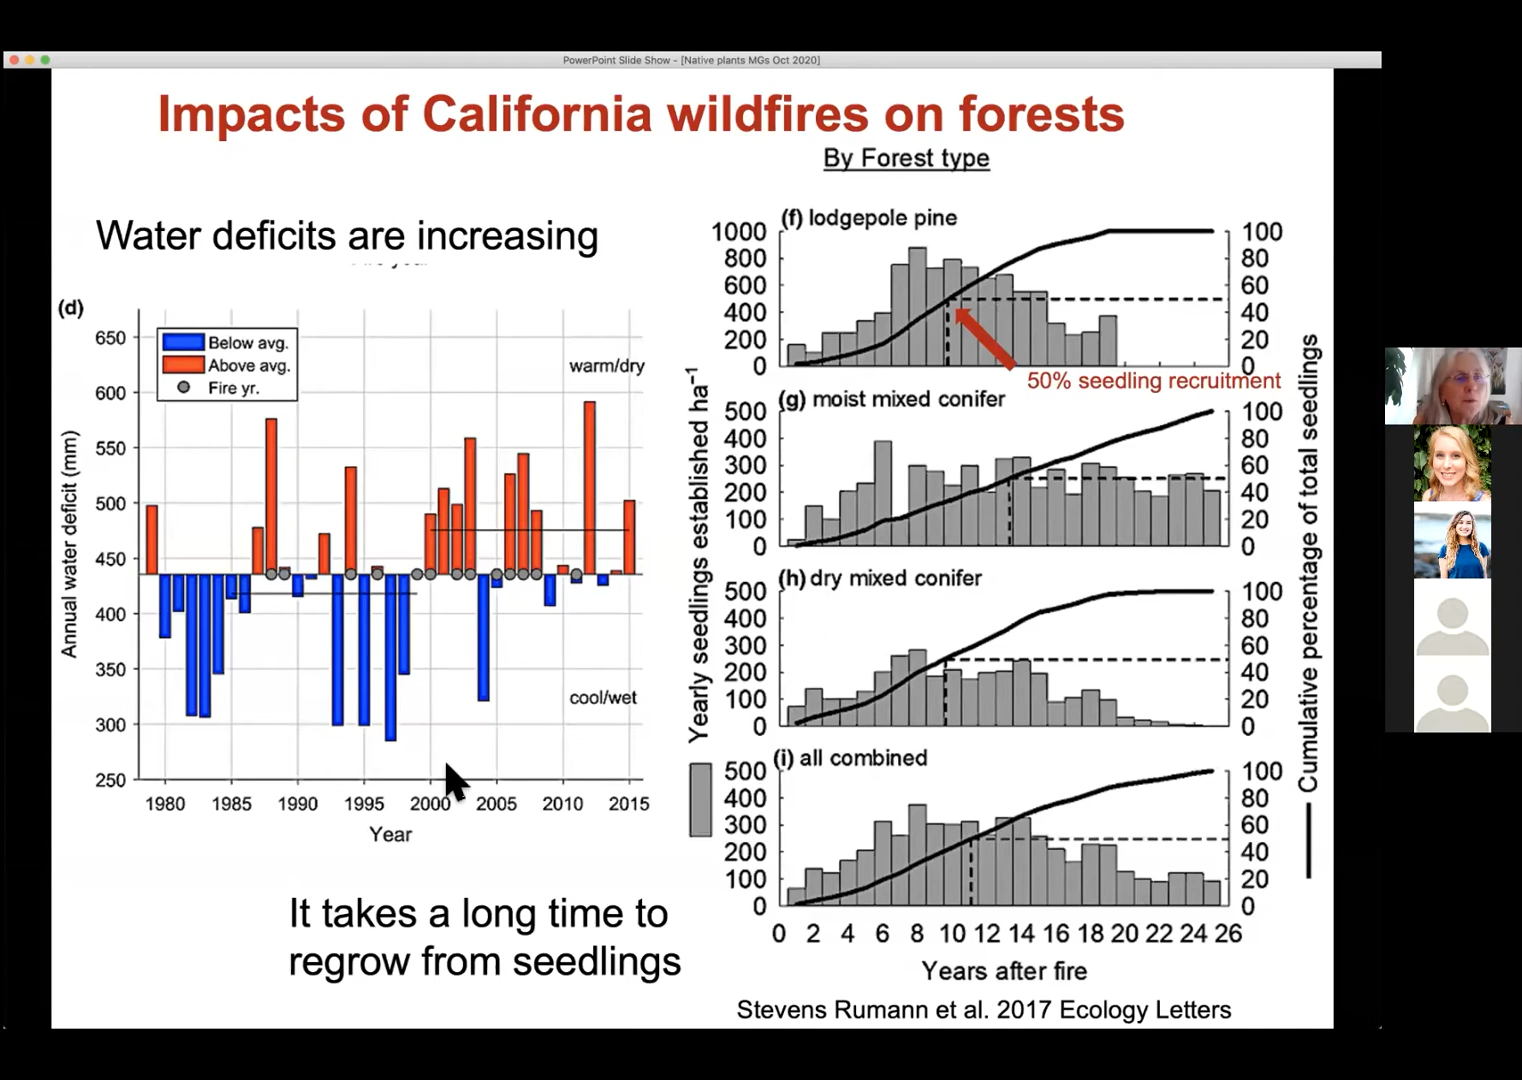 PowerPoint Slide Show - [Native plants MGs Oct 2020]
Impacts of California wildfires on forests
By Forest type
Water deficits are increasing
(d)
650
600
550
500
450
400
350
300
250
Annual water deficit (mm)
Below avg.
Above avg.
Fire yr.
warm/dry
cool/wet
1980 1985 1990 1995 2000 2005 2010 2015
Year
It takes a long time to
regrow from seedlings
Yearly seedlings established ha⁻¹
(f) lodgepole pine
1000 100
800 80
600 60
400 40
200 20
0 0
50% seedling recruitment
(g) moist mixed conifer
500 100
400 80
300 60
200 40
100 20
0 0
(h) dry mixed conifer
500 100
400 80
300 60
200 40
100 20
0 0
(i) all combined
500 100
400 80
300 60
200 40
100 20
0 0
0 2 4 6 8 10 12 14 16 18 20 22 24 26
Years after fire
Cumulative percentage of total seedlings
Stevens Rumann et al. 2017 Ecology Letters